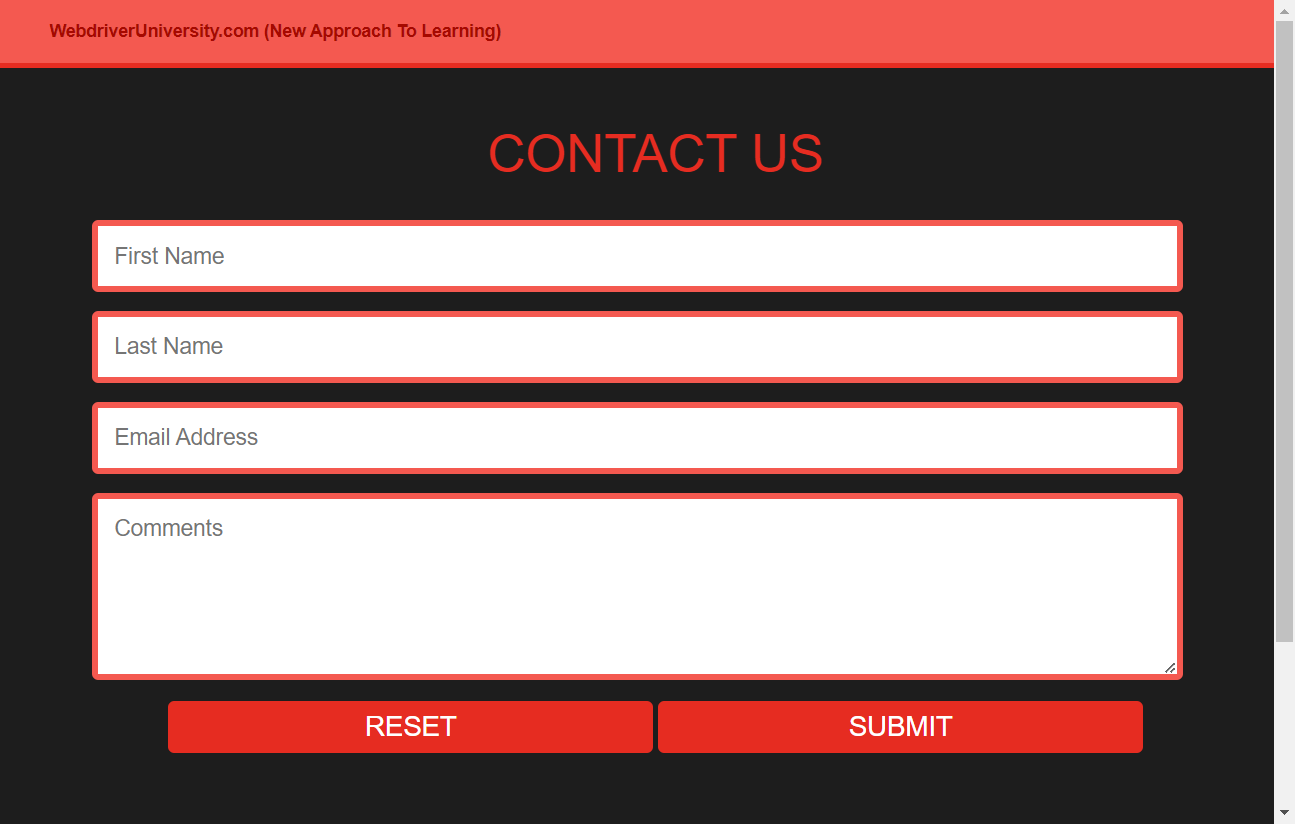 WebdriverUniversity.com (New Approach To Learning)
CONTACT US
First Name
Last Name
Email Address
Comments
RESET SUBMIT